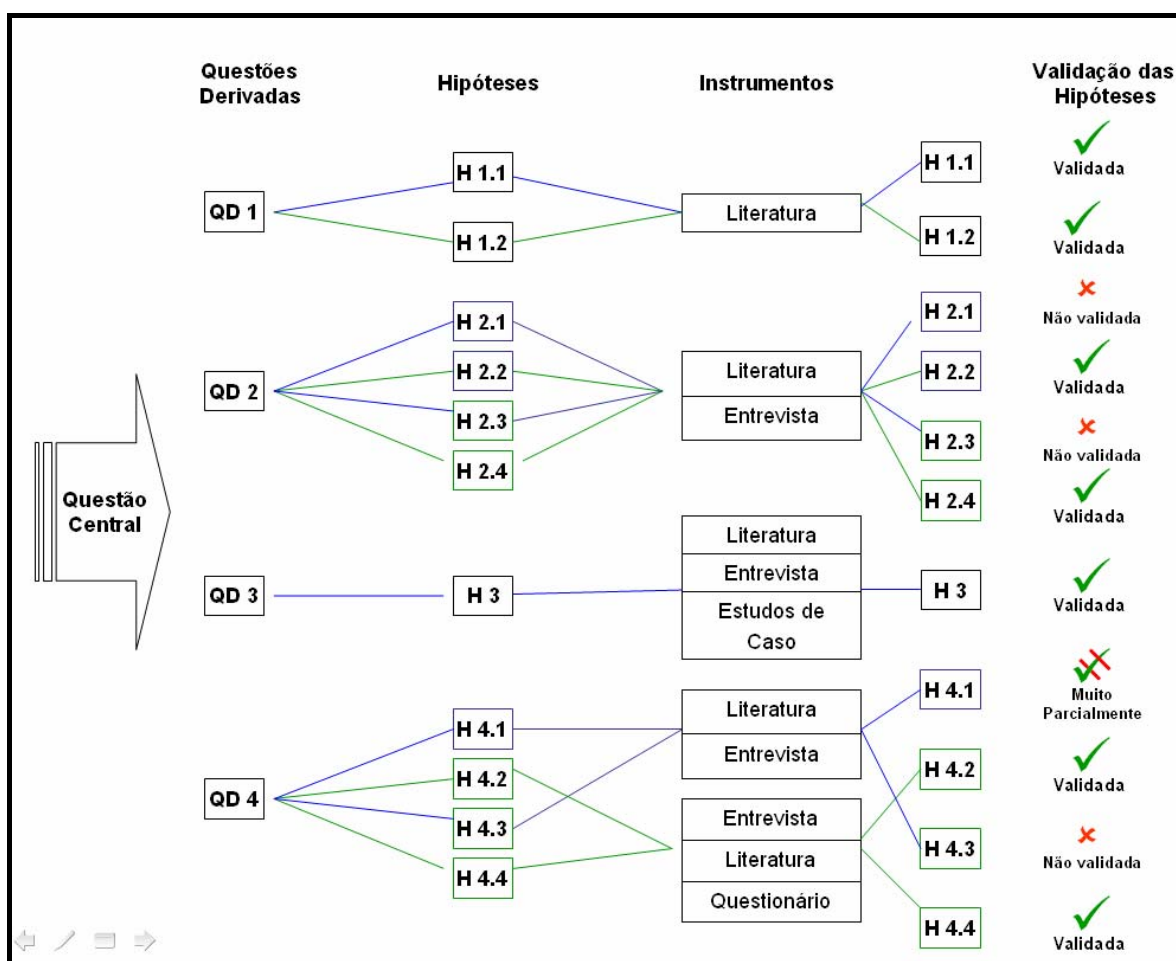 Questões
Derivadas
Hipóteses
Instrumentos
Validação das
Hipóteses
Questão
Central
QD 1
H 1.1
H 1.2
Literatura
H 1.1
Validada
H 1.2
Validada
QD 2
H 2.1
H 2.2
H 2.3
H 2.4
Literatura
Entrevista
H 2.1
Não validada
H 2.2
Validada
H 2.3
Não validada
H 2.4
Validada
QD 3
H 3
Literatura
Entrevista
Estudos de
Caso
H 3
Validada
QD 4
H 4.1
H 4.2
H 4.3
H 4.4
Literatura
Entrevista
Entrevista
Literatura
Questionário
H 4.1
Muito
Parcialmente
H 4.2
Validada
H 4.3
Não validada
H 4.4
Validada